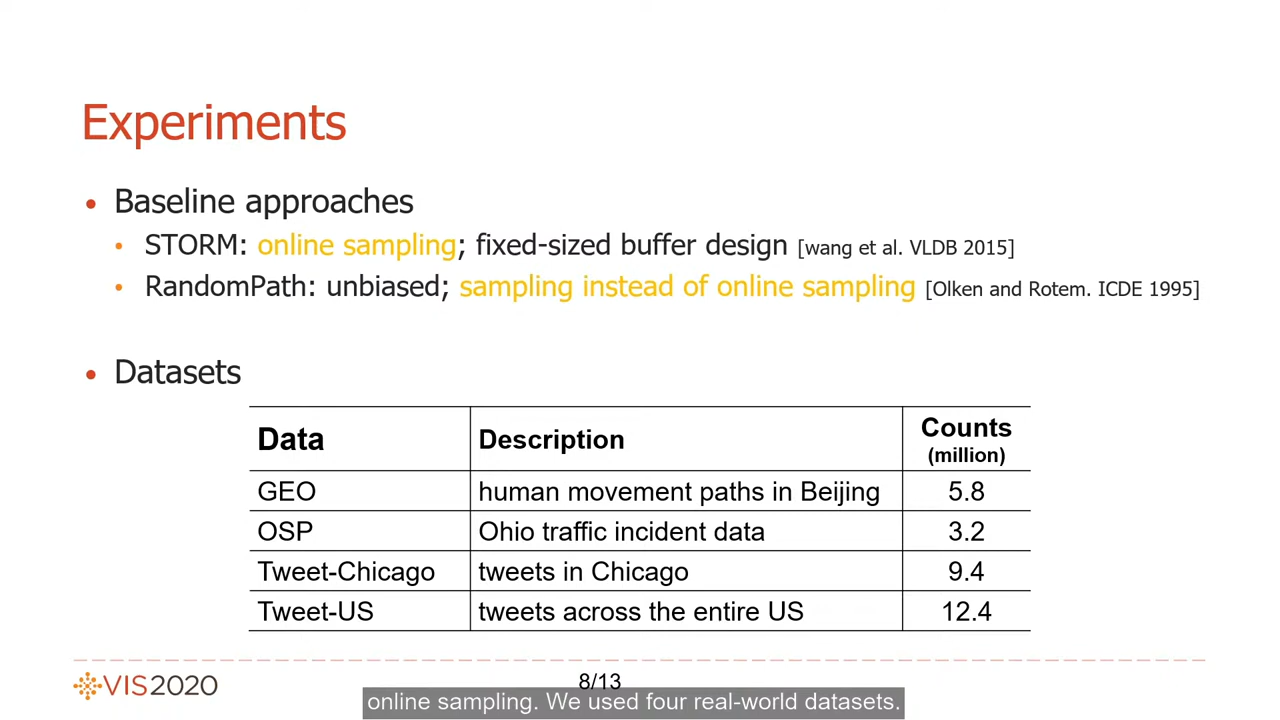 Experiments
• Baseline approaches
• STORM: online sampling; fixed-sized buffer design [wang et al. VLDB 2015]
• RandomPath: unbiased; sampling instead of online sampling [Olken and Rotem. ICDE 1995]
• Datasets
Data Description Counts (million)
GEO human movement paths in Beijing 5.8
OSP Ohio traffic incident data 3.2
Tweet-Chicago tweets in Chicago 9.4
Tweet-US tweets across the entire US 12.4
VIS2020 8/13
online sampling. We used four real-world datasets.